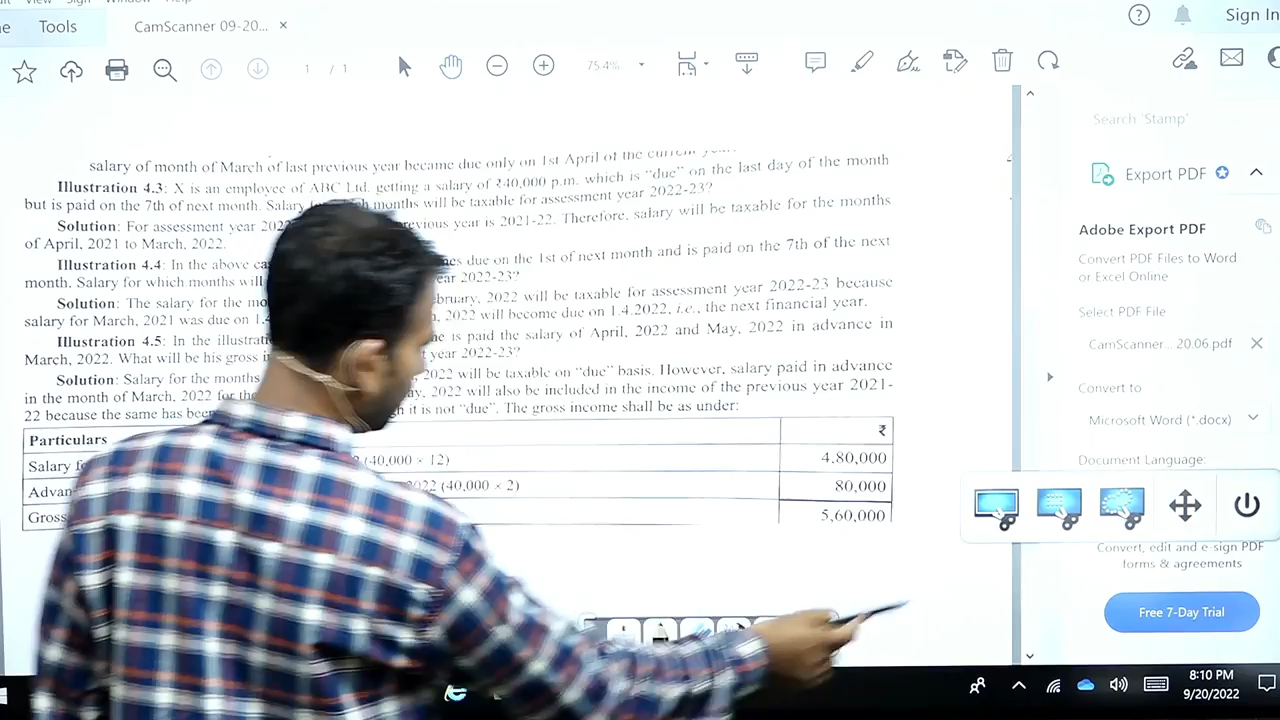 View Sign Window Help
Tools
CamScanner 09-20... ×
Sign In
1 / 1
75.4%
salary of month of March of last previous year became due only on 1st April of the current
Illustration 4.3: X is an employee of ABC Ltd. getting a salary of ₹40,000 p.m. which is "due" on the last day of the month
but is paid on the 7th of next month. Salary months will be taxable for assessment year 2022-23?
Solution: For assessment year previous year is 2021-22. Therefore, salary will be taxable for the months
of April, 2021 to March, 2022.
Illustration 4.4: In the above due on the 1st of next month and is paid on the 7th of the next
month. Salary for which months will 2022-23?
Solution: The salary for the 2022 will be taxable for assessment year 2022-23 because
salary for March, 2021 was due on 2022 will become due on 1.4.2022, i.e., the next financial year.
Illustration 4.5: In the is paid the salary of April, 2022 and May, 2022 in advance in
March, 2022. What will be his gross year 2022-23?
Solution: Salary for the months 2022 will be taxable on "due" basis. However, salary paid in advance
in the month of March, 2022 for the 2022 will also be included in the income of the previous year 2021-
22 because the same has been it is not "due". The gross income shall be as under:
Particulars ₹
Salary (40,000 × 12) 4,80,000
2022 (40,000 × 2) 80,000
Gross 5,60,000
Search 'Stamp'
Export PDF
Adobe Export PDF
Convert PDF Files to Word
or Excel Online
Select PDF File
CamScanner... 20.06.pdf ×
Convert to
Microsoft Word (*.docx)
Document Language:
Convert, edit and e-sign PDF
forms & agreements
Free 7-Day Trial
8:10 PM
9/20/2022